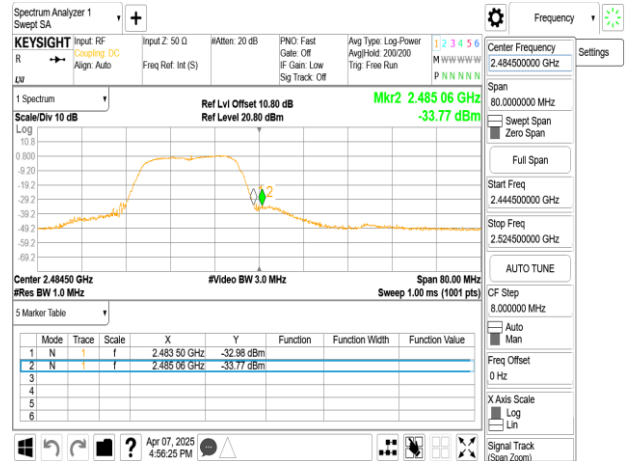 Spectrum Analyzer 1
Swept SA
+
Frequency
KEYSIGHT
Input: RF
Input Z: 50 Ω
#Atten: 20 dB
PNO: Fast
Avg Type: Log-Power
1 2 3 4 5 6
R
Coupling: DC
Gate: Off
Avg|Hold: 200/200
M W W W W W
Align: Auto
Freq Ref: Int (S)
IF Gain: Low
Trig: Free Run
Sig Track: Off
P N N N N N
LXI
1 Spectrum
Ref Lvl Offset 10.80 dB
Mkr2 2.485 06 GHz
Scale/Div 10 dB
Ref Level 20.80 dBm
-33.77 dBm
Log
10.8
0.800
-9.20
-19.2
-29.2
-39.2
-49.2
-59.2
-69.2
2
Center 2.48450 GHz
#Video BW 3.0 MHz
Span 80.00 MHz
#Res BW 1.0 MHz
Sweep 1.00 ms (1001 pts)
5 Marker Table
Mode Trace Scale X Y Function Function Width Function Value
1 N 1 f 2.483 50 GHz -32.98 dBm
2 N 1 f 2.485 06 GHz -33.77 dBm
3
4
5
6
?
Apr 07, 2025
4:56:25 PM
Center Frequency
2.484500000 GHz
Settings
Span
80.0000000 MHz
Swept Span
Zero Span
Full Span
Start Freq
2.444500000 GHz
Stop Freq
2.524500000 GHz
AUTO TUNE
CF Step
8.000000 MHz
Auto
Man
Freq Offset
0 Hz
X Axis Scale
Log
Lin
Signal Track
(Span Zoom)